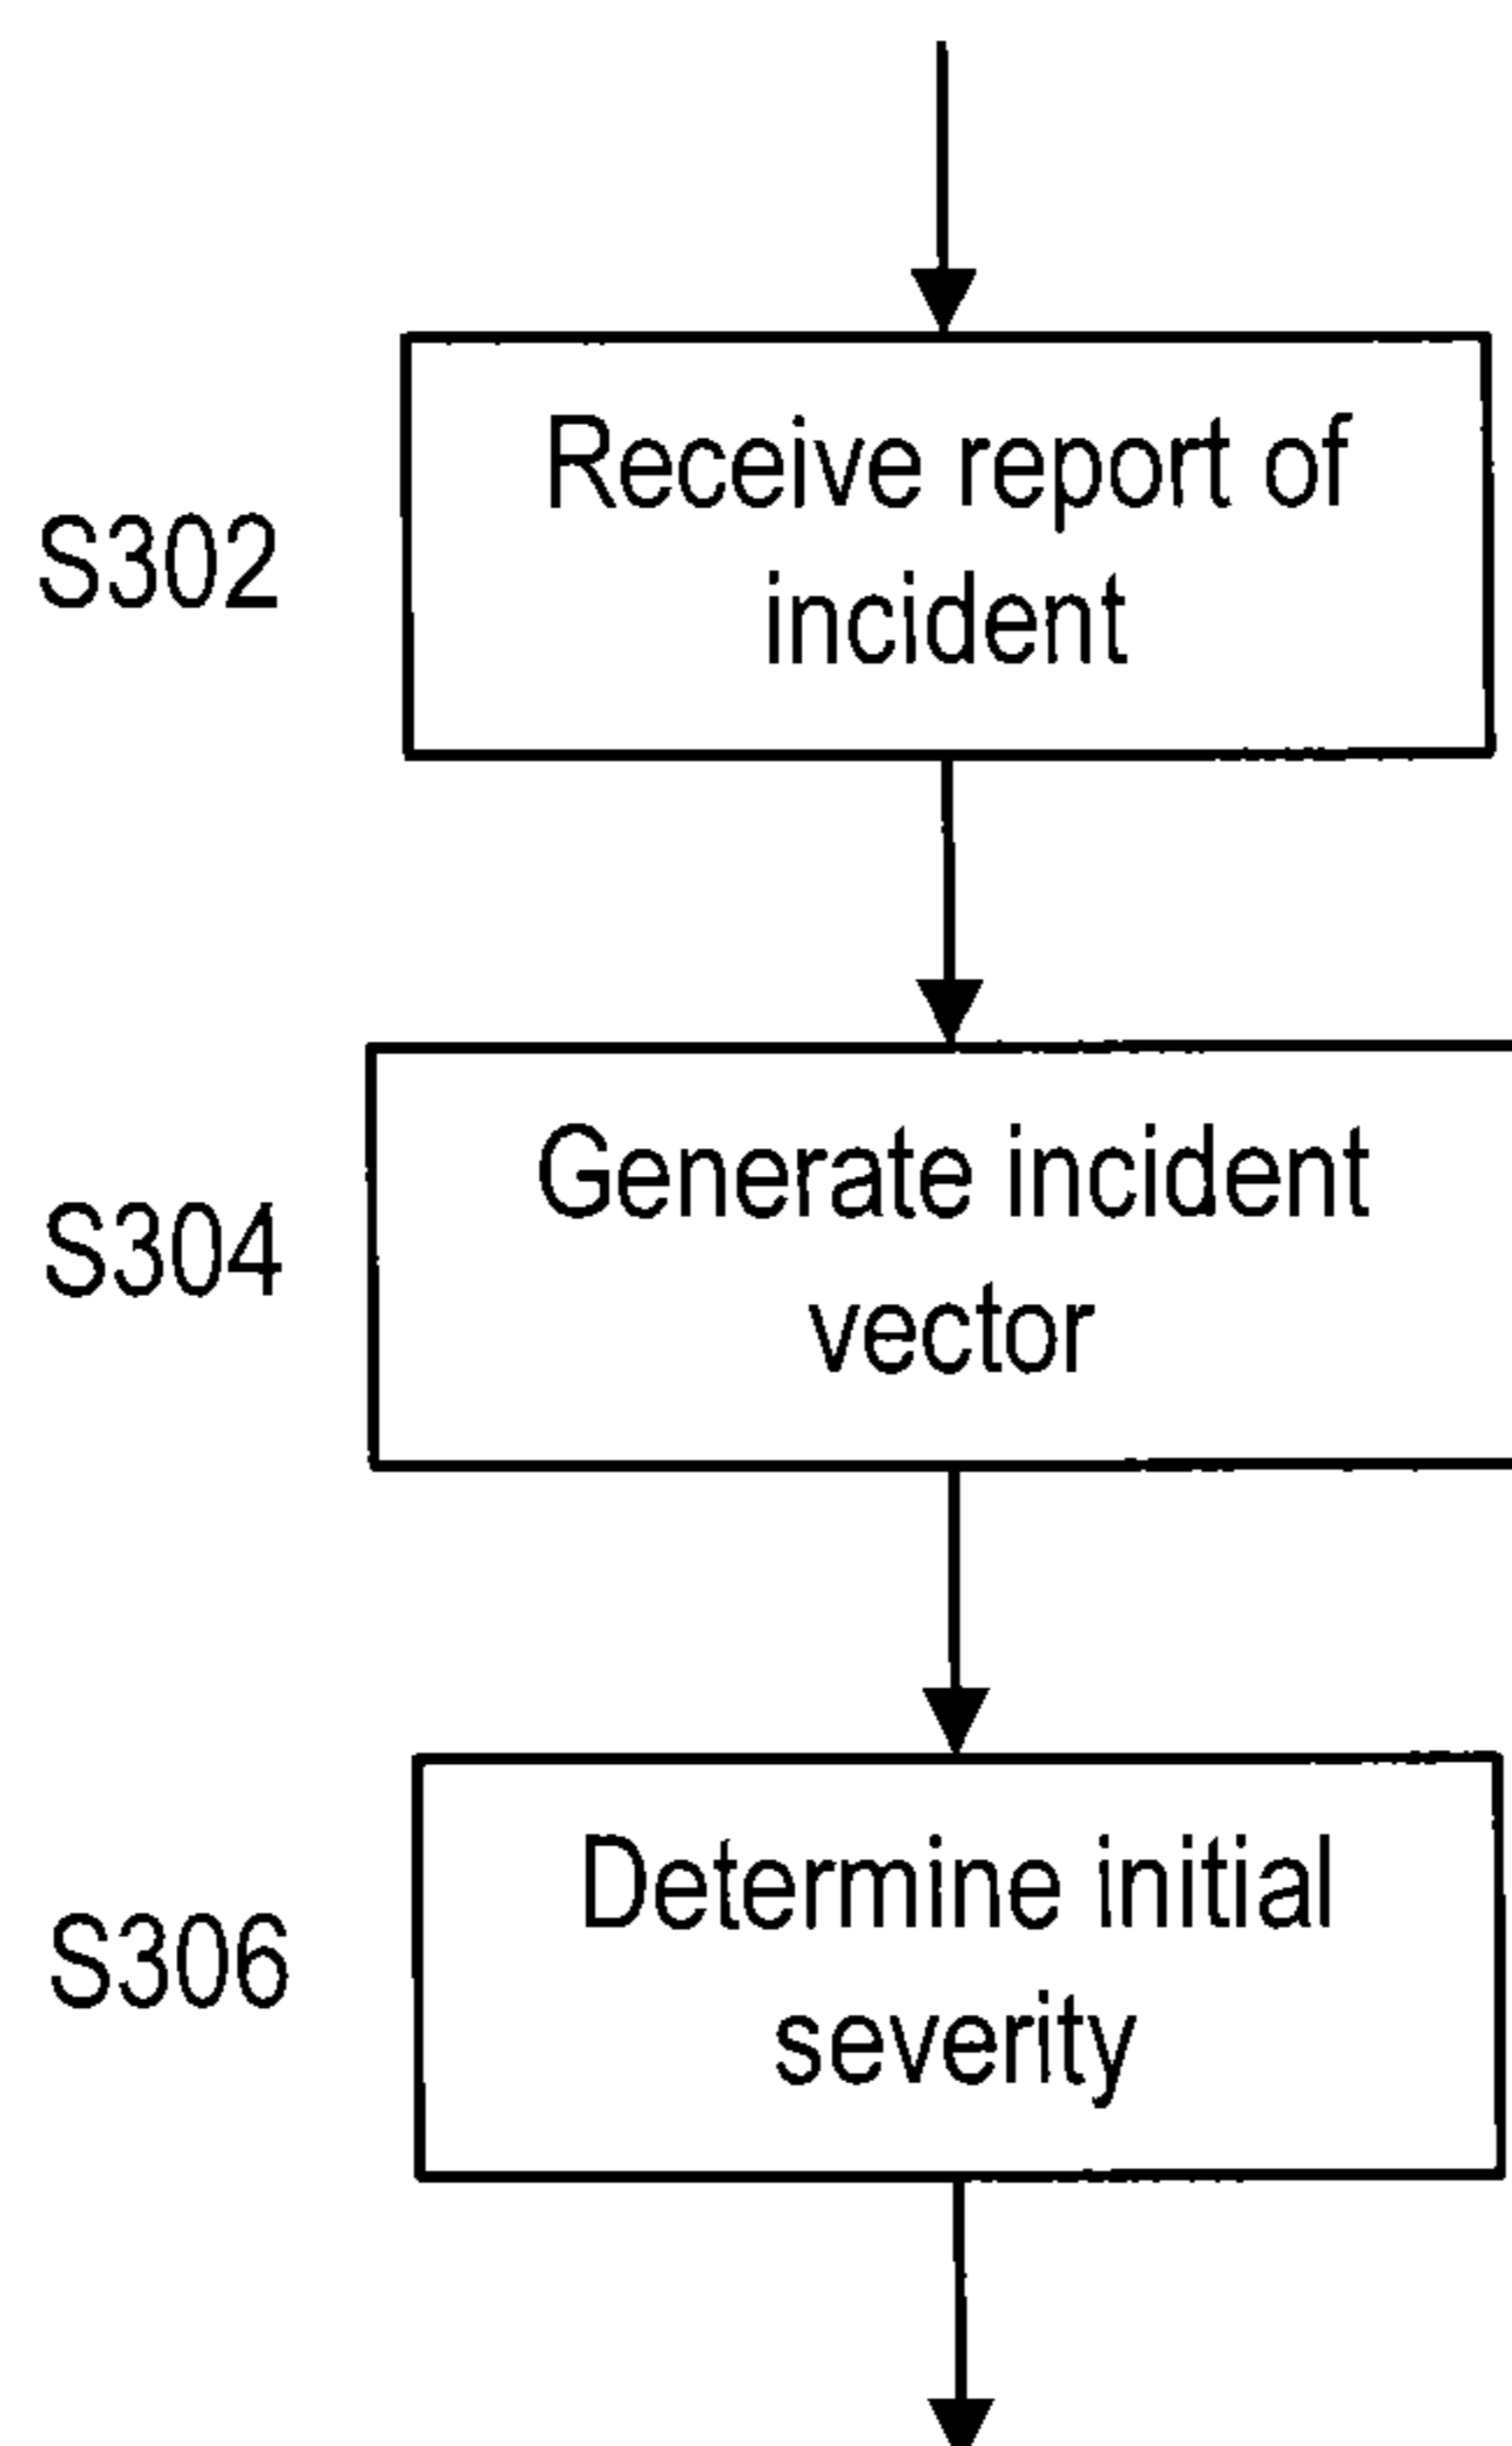 S302
Receive report of
incident
S304
Generate incident
vector
S306
Determine initial
severity